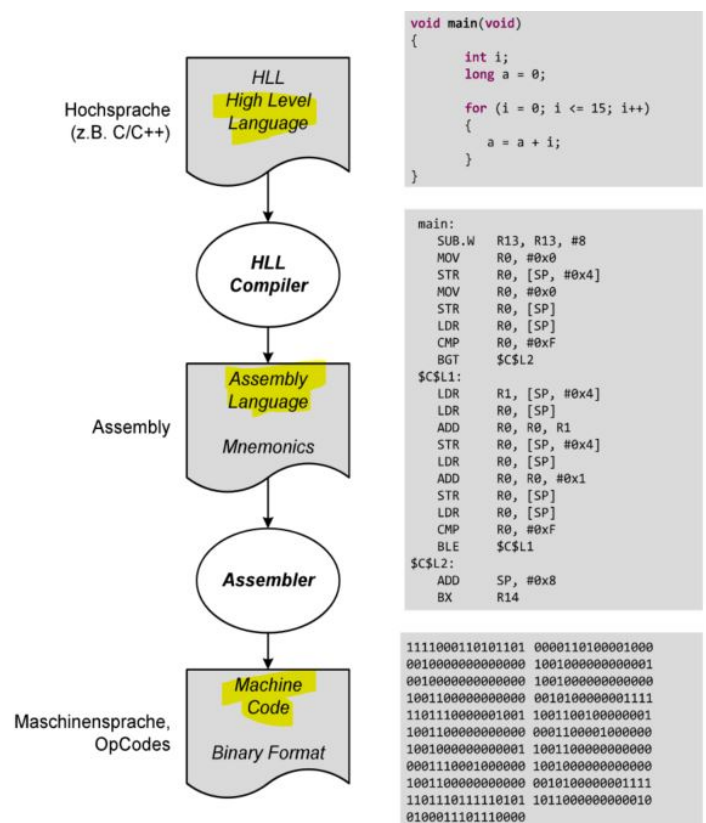 Hochsprache
(z.B. C/C++)
HLL
High Level
Language
HLL
Compiler
Assembly
Assembly
Language
Mnemonics
Assembler
Maschinensprache,
OpCodes
Machine
Code
Binary Format
void main(void)
{
int i;
long a = 0;
for (i = 0; i <= 15; i++)
{
a = a + i;
}
}
main:
SUB.W R13, R13, #8
MOV R0, #0x0
STR R0, [SP, #0x4]
MOV R0, #0x0
STR R0, [SP]
LDR R0, [SP]
CMP R0, #0xF
BGT $C$L2
$C$L1:
LDR R1, [SP, #0x4]
LDR R0, [SP]
ADD R0, R0, R1
STR R0, [SP, #0x4]
LDR R0, [SP]
ADD R0, R0, #0x1
STR R0, [SP]
LDR R0, [SP]
CMP R0, #0xF
BLE $C$L1
$C$L2:
ADD SP, #0x8
BX R14
1111000110101101 0000110100001000
0010000000000000 1001000000000001
0010000000000000 1001000000000000
1001100000000000 0010100000001111
1101110000001001 1001100100000001
1001100000000000 0001100001000000
1001000000000001 1001100000000000
0001110001000000 1001000000000000
1001100000000000 0010100000001111
1101110111110101 1011000000000010
0100011101110000